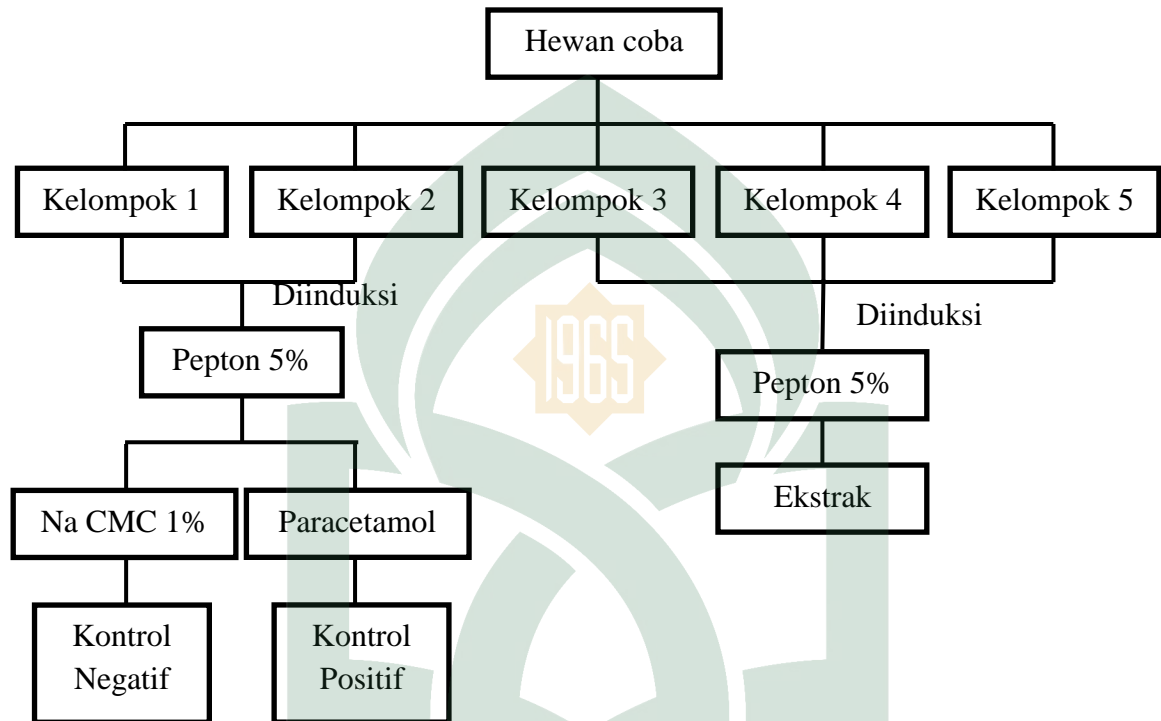 Hewan coba
Kelompok 1
Kelompok 2
Kelompok 3
Kelompok 4
Kelompok 5
Diinduksi
Diinduksi
Pepton 5%
Pepton 5%
1965
Na CMC 1%
Paracetamol
Ekstrak
Kontrol
Negatif
Kontrol
Positif